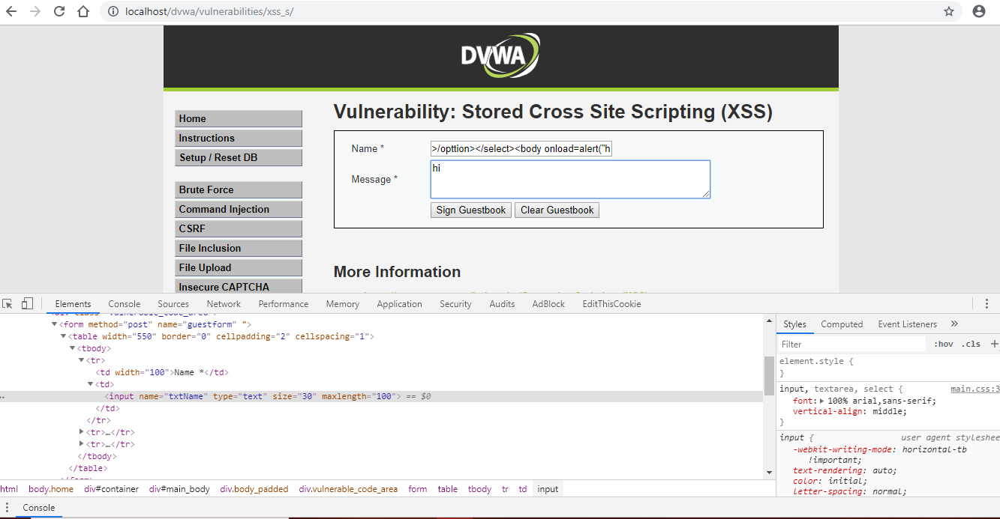 localhost/dvwa/vulnerabilities/xss_s/
DVWA
Home
Instructions
Setup / Reset DB
Brute Force
Command Injection
CSRF
File Inclusion
File Upload
Insecure CAPTCHA
Vulnerability: Stored Cross Site Scripting (XSS)
Name * >/opttion></select><body onload=alert("h
Message * hi
Sign Guestbook Clear Guestbook
More Information
Elements Console Sources Network Performance Memory Application Security Audits AdBlock EditThisCookie
▼<form method="post" name="guestform" ">
▼<table width="550" border="0" cellpadding="2" cellspacing="1">
▼<tbody>
▼<tr>
<td width="100">Name *</td>
▼<td>
<input name="txtName" type="text" size="30" maxlength="100"> == $0
</td>
</tr>
▶<tr>…</tr>
▶<tr>…</tr>
</tbody>
</table>
html body.home div#container div#main_body div.body_padded div.vulnerable_code_area form table tbody tr td input
Console
Styles Computed Event Listeners »
Filter :hov .cls +
element.style {
}
input, textarea, select { main.css:3
font:▶ 100% arial,sans-serif;
vertical-align: middle;
}
input { user agent styleshee
-webkit-writing-mode: horizontal-tb
!important;
text-rendering: auto;
color: initial;
letter-spacing: normal;